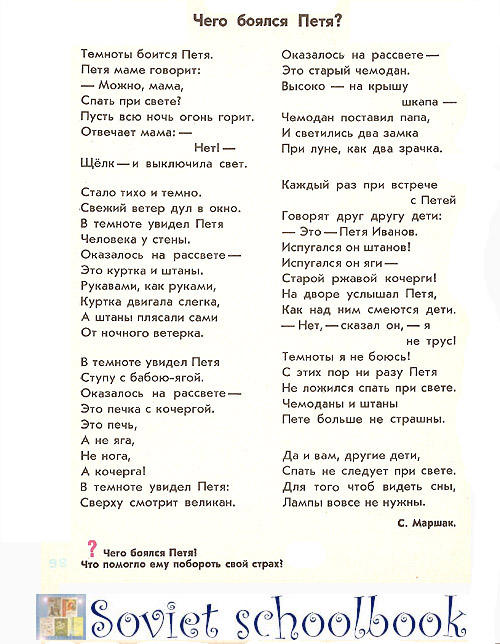 Чего боялся Петя?
Темноты боится Петя.
Петя маме говорит:
— Можно, мама,
Спать при свете?
Пусть всю ночь огонь горит.
Отвечает мама: —
Нет! —
Щёлк — и выключила свет.
Стало тихо и темно.
Свежий ветер дул в окно.
В темноте увидел Петя
Человека у стены.
Оказалось на рассвете —
Это куртка и штаны.
Рукавами, как руками,
Куртка двигала слегка,
А штаны плясали сами
От ночного ветерка.
В темноте увидел Петя
Ступу с бабою-ягой.
Оказалось на рассвете —
Это печка с кочергой.
Это печь,
А не яга,
Не нога,
А кочерга!
В темноте увидел Петя:
Сверху смотрит великан.
Оказалось на рассвете —
Это старый чемодан.
Высоко — на крышу
шкапа —
Чемодан поставил папа,
И светились два замка
При луне, как два зрачка.
Каждый раз при встрече
с Петей
Говорят друг другу дети:
— Это — Петя Иванов.
Испугался он штанов!
Испугался он яги —
Старой ржавой кочерги!
На дворе услышал Петя,
Как над ним смеются дети.
— Нет, — сказал он, — я
не трус!
Темноты я не боюсь!
С этих пор ни разу Петя
Не ложился спать при свете.
Чемоданы и штаны
Пете больше не страшны.
Да и вам, другие дети,
Спать не следует при свете.
Для того чтоб видеть сны,
Лампы вовсе не нужны.
С. Маршак.
? Чего боялся Петя?
Что помогло ему побороть свой страх?
98
Soviet schoolbook